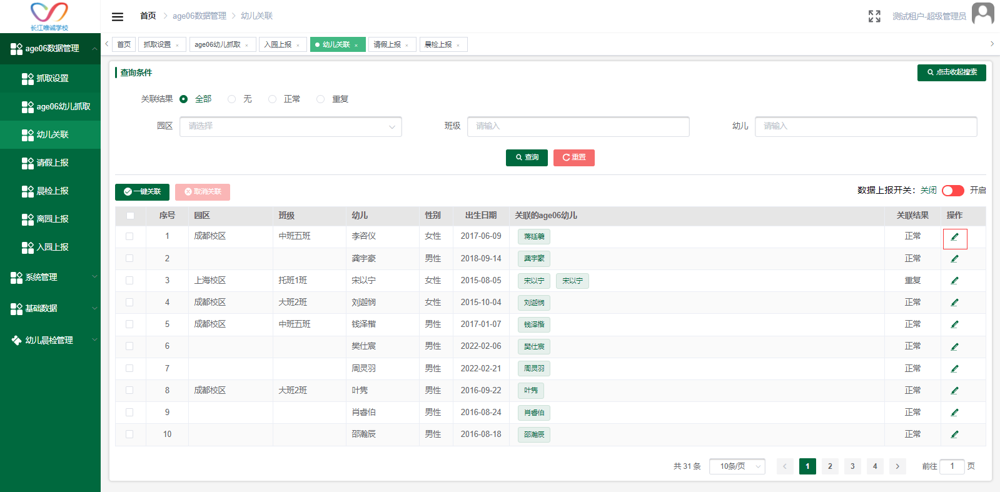 长江唯诚学校
首页 > age06数据管理 > 幼儿关联
测试租户-超级管理员
首页 抓取设置 × age06幼儿抓取 × 入园上报 × 幼儿关联 × 请假上报 × 晨检上报 ×
age06数据管理
抓取设置
age06幼儿抓取
幼儿关联
请假上报
晨检上报
离园上报
入园上报
系统管理
基础数据
幼儿晨检管理
查询条件
点击收起搜索
关联结果 全部 无 正常 重复
园区 请选择 班级 请输入 幼儿 请输入
查询 重置
一键关联 取消关联 数据上报开关：关闭 开启
序号 园区 班级 幼儿 性别 出生日期 关联的age06幼儿 关联结果 操作
1 成都校区 中班五班 李咨仪 女性 2017-06-09 蒋廷羲 正常
2 龚宇豪 男性 2018-09-14 龚宇豪 正常
3 上海校区 托班1班 宋以宁 女性 2015-08-05 宋以宁 宋以宁 重复
4 成都校区 大班2班 刘迦悯 女性 2015-10-04 刘迦悯 正常
5 成都校区 中班五班 钱泽楷 男性 2017-01-07 钱泽楷 正常
6 樊仕宸 男性 2022-02-06 樊仕宸 正常
7 周灵羽 男性 2022-02-21 周灵羽 正常
8 成都校区 大班2班 叶隽 男性 2016-09-22 叶隽 正常
9 肖睿伯 男性 2016-08-24 肖睿伯 正常
10 邵瀚辰 男性 2016-08-18 邵瀚辰 正常
共 31 条 10条/页 < 1 2 3 4 > 前往 1 页